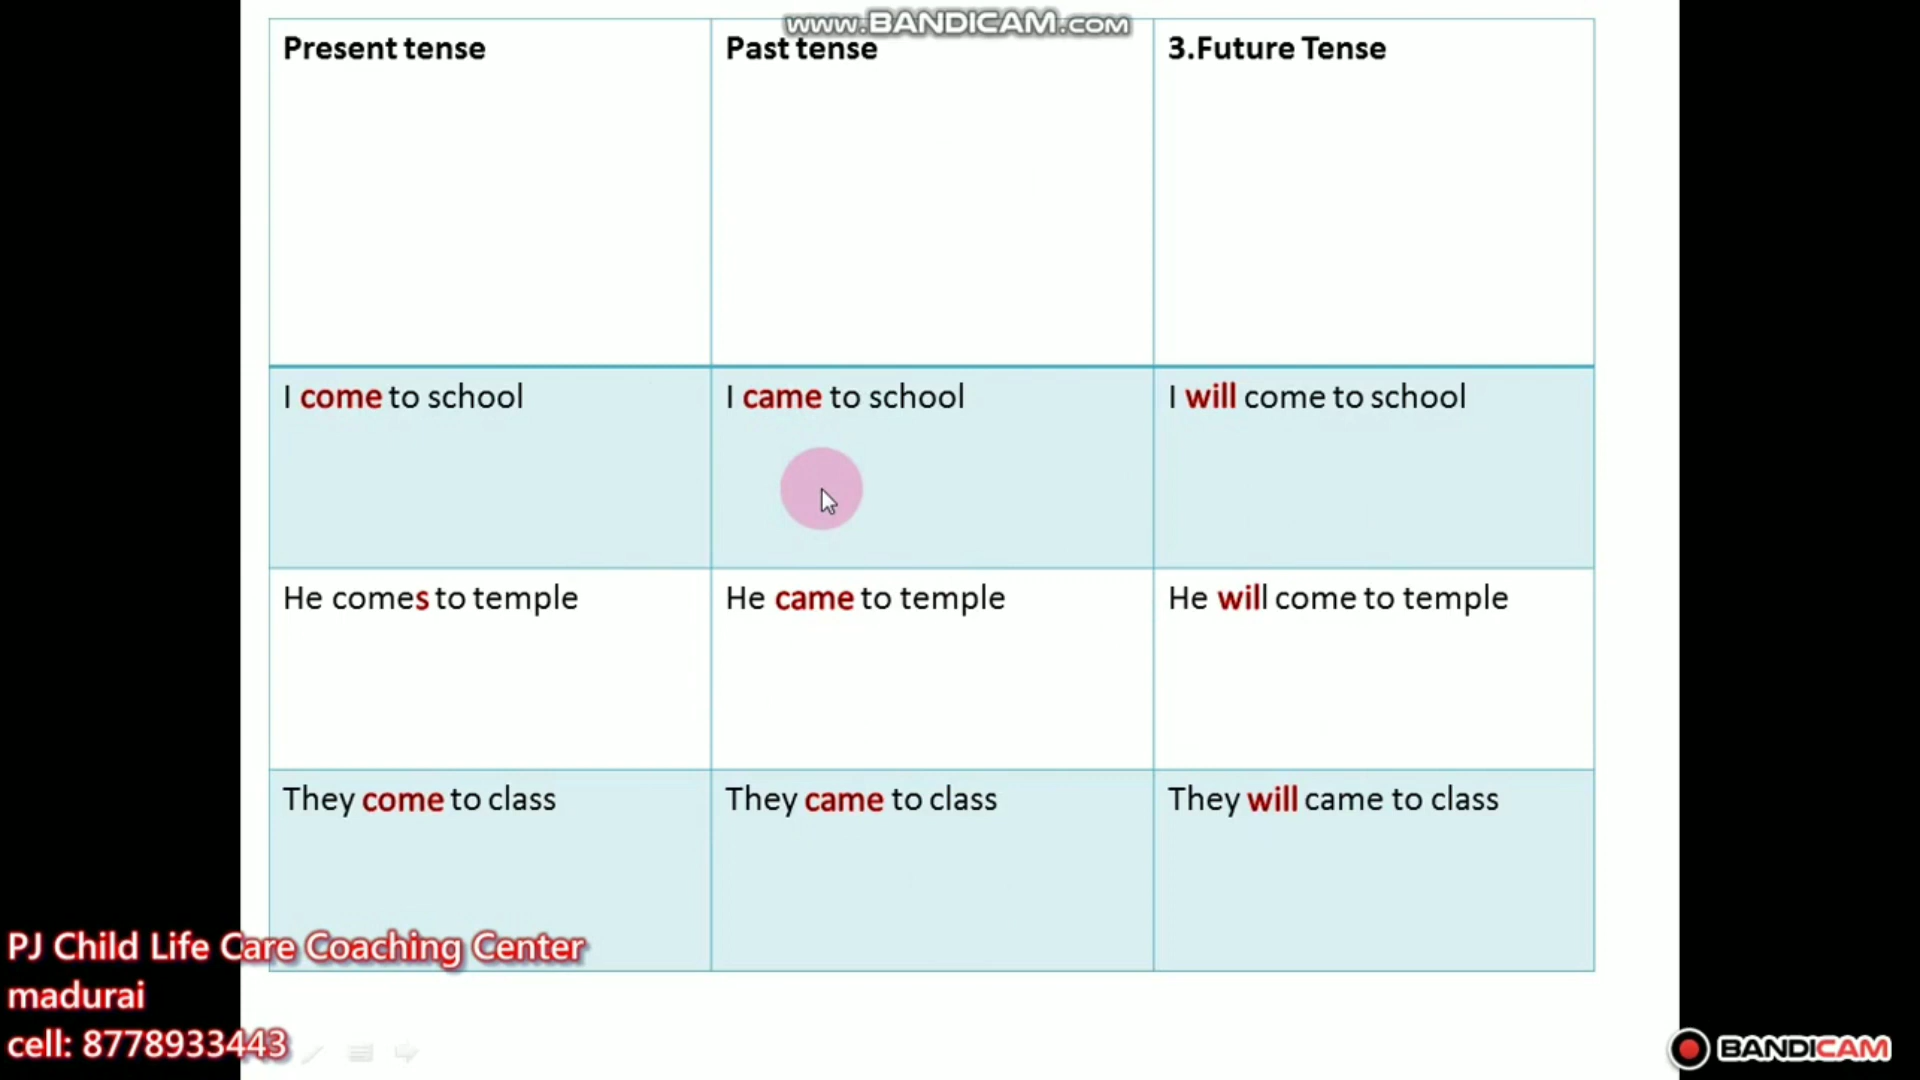 www.BANDICAM.com
Present tense
Past tense
3.Future Tense
I come to school
I came to school
I will come to school
He comes to temple
He came to temple
He will come to temple
They come to class
They came to class
They will came to class
PJ Child Life Care Coaching Center
madurai
cell: 8778933443
BANDICAM